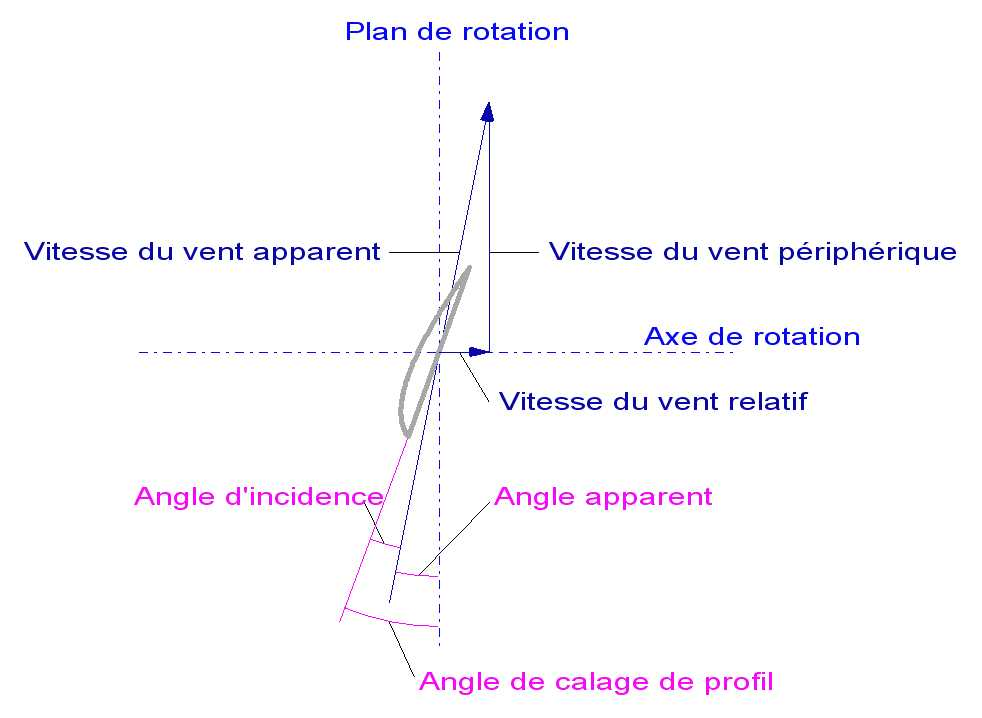 Plan de rotation
Vitesse du vent apparent
Vitesse du vent périphérique
Axe de rotation
Vitesse du vent relatif
Angle d'incidence
Angle apparent
Angle de calage de profil